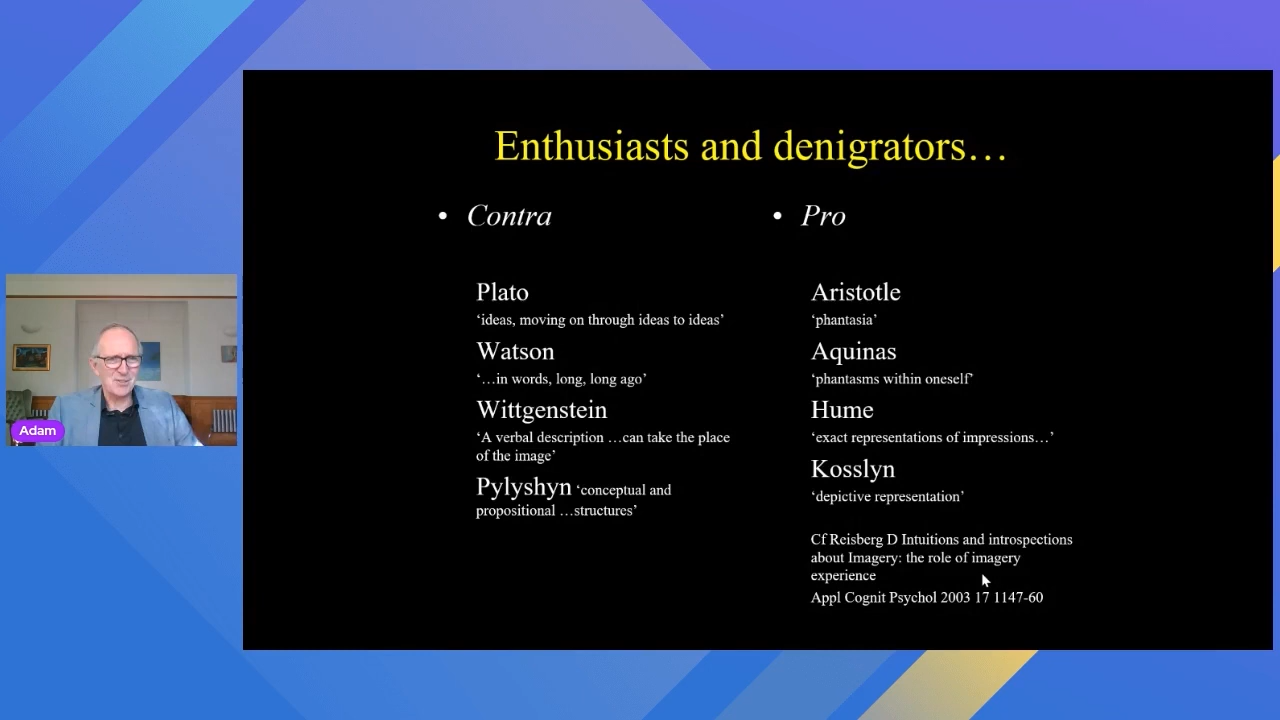 Enthusiasts and denigrators…
• Contra
Plato
‘ideas, moving on through ideas to ideas’
Watson
‘…in words, long, long ago’
Wittgenstein
‘A verbal description …can take the place
of the image’
Pylyshyn ‘conceptual and
propositional …structures’
• Pro
Aristotle
‘phantasia’
Aquinas
‘phantasms within oneself’
Hume
‘exact representations of impressions…’
Kosslyn
‘depictive representation’
Cf Reisberg D Intuitions and introspections
about Imagery: the role of imagery
experience
Appl Cognit Psychol 2003 17 1147-60
Adam